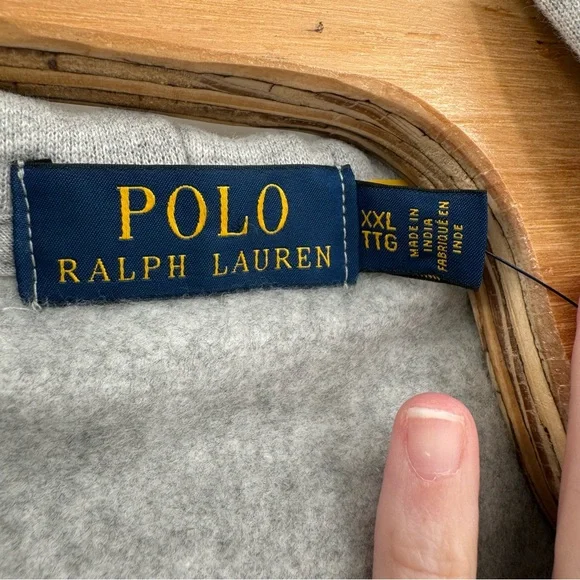 POLO
RALPH LAUREN
XXL
TTG
MADE IN
INDIA
FABRIQUÉ EN
INDE